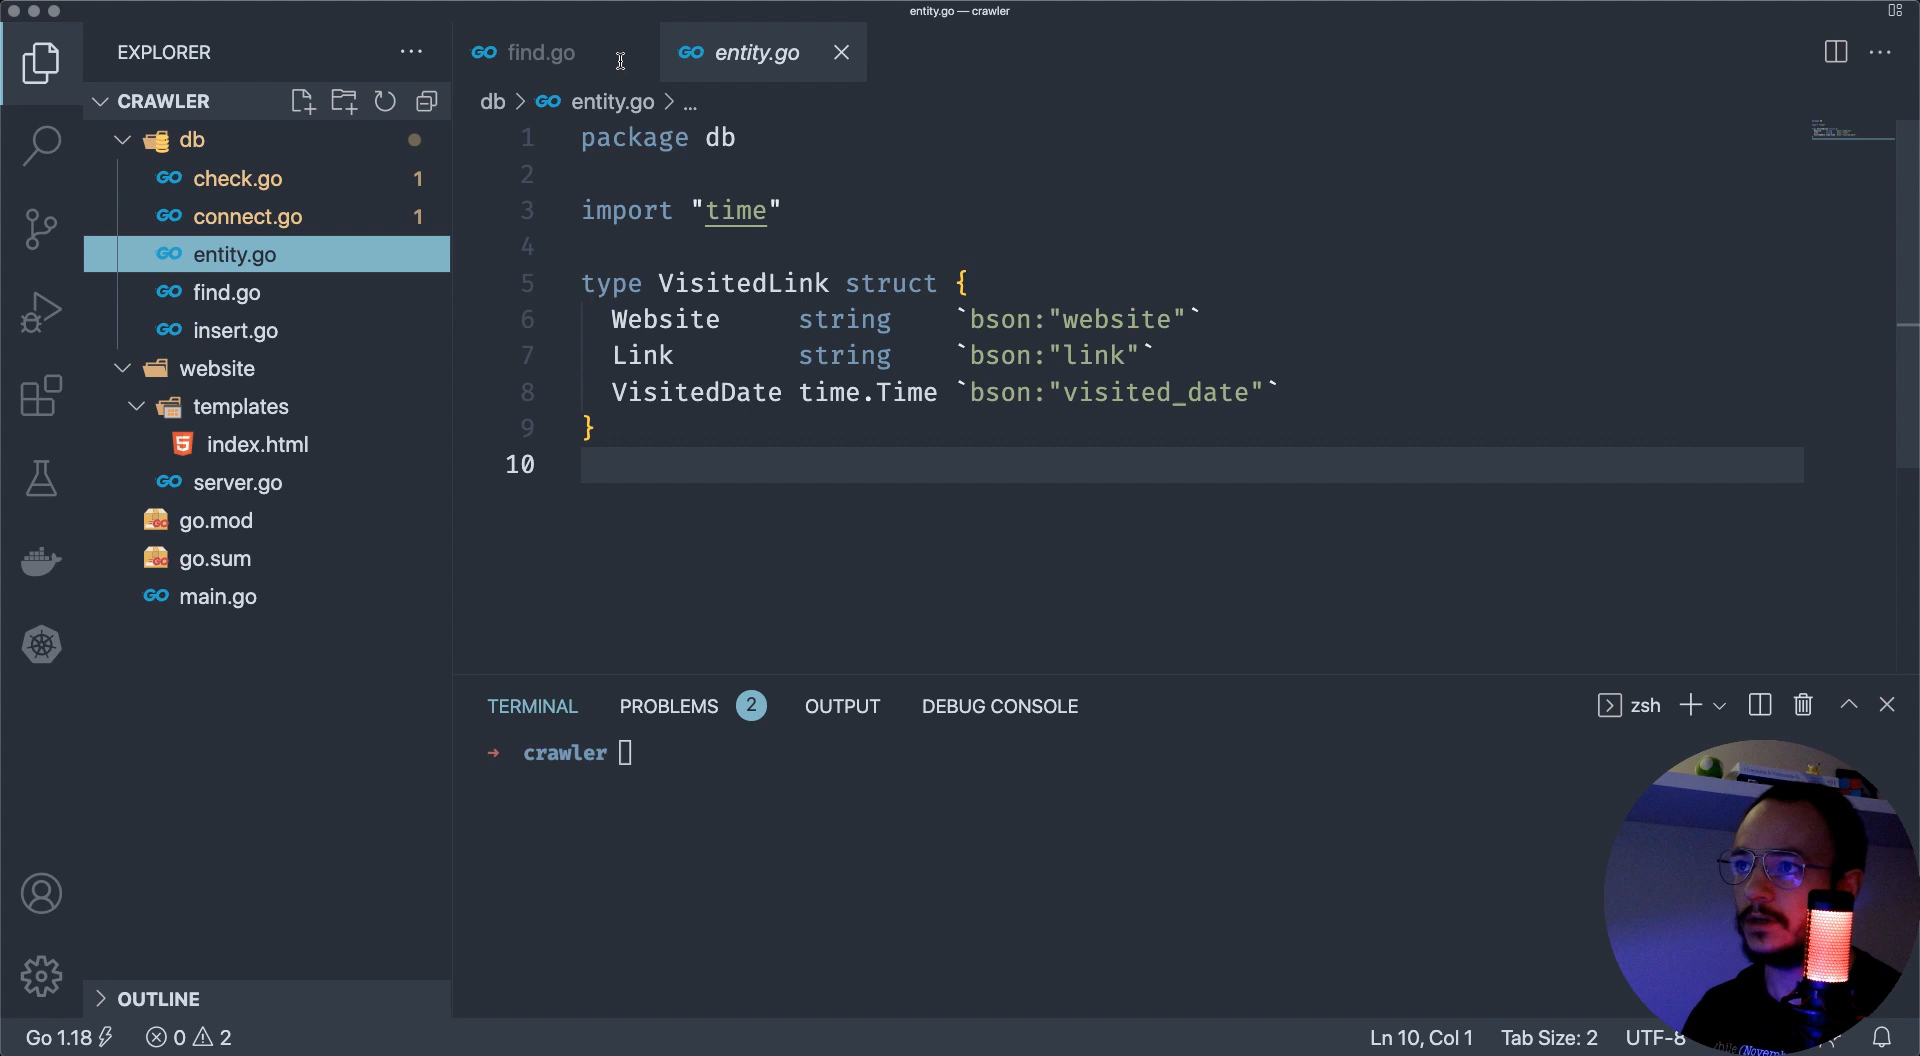 entity.go — crawler
EXPLORER
find.go
entity.go
CRAWLER
db > entity.go > ...
db
check.go 1
connect.go 1
entity.go
find.go
insert.go
website
templates
index.html
server.go
go.mod
go.sum
main.go
1 package db
2
3 import "time"
4
5 type VisitedLink struct {
6 Website string `bson:"website"`
7 Link string `bson:"link"`
8 VisitedDate time.Time `bson:"visited_date"`
9 }
10
TERMINAL PROBLEMS 2 OUTPUT DEBUG CONSOLE
zsh
→ crawler
OUTLINE
Go 1.18 0 2
Ln 10, Col 1 Tab Size: 2 UTF-8